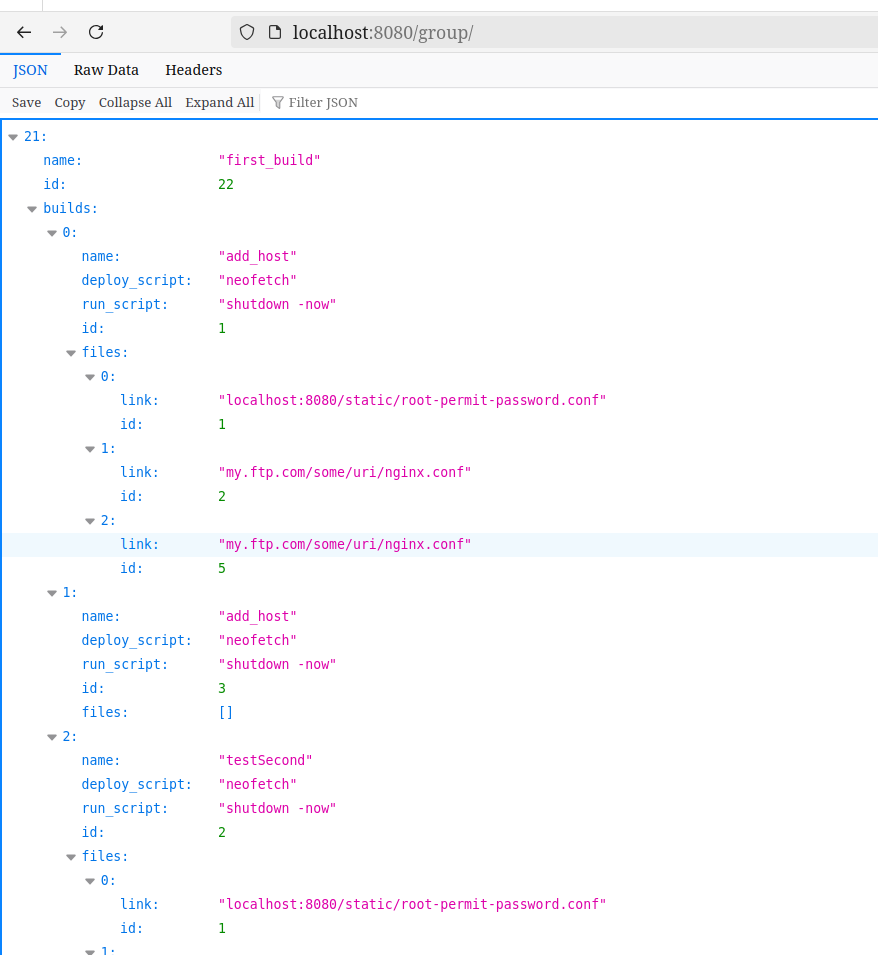 localhost:8080/group/
JSON Raw Data Headers
Save Copy Collapse All Expand All Filter JSON
21:
name: "first_build"
id: 22
builds:
0:
name: "add_host"
deploy_script: "neofetch"
run_script: "shutdown -now"
id: 1
files:
0:
link: "localhost:8080/static/root-permit-password.conf"
id: 1
1:
link: "my.ftp.com/some/uri/nginx.conf"
id: 2
2:
link: "my.ftp.com/some/uri/nginx.conf"
id: 5
1:
name: "add_host"
deploy_script: "neofetch"
run_script: "shutdown -now"
id: 3
files: []
2:
name: "testSecond"
deploy_script: "neofetch"
run_script: "shutdown -now"
id: 2
files:
0:
link: "localhost:8080/static/root-permit-password.conf"
id: 1
1: